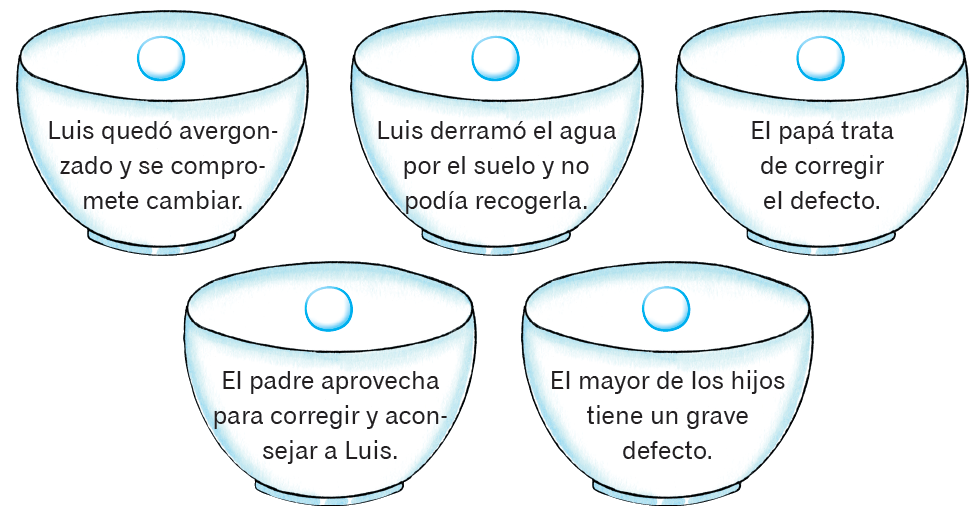 Luis quedó avergon-
zado y se compro-
mete cambiar.
Luis derramó el agua
por el suelo y no
podía recogerla.
El papá trata
de corregir
el defecto.
El padre aprovecha
para corregir y acon-
sejar a Luis.
El mayor de los hijos
tiene un grave
defecto.